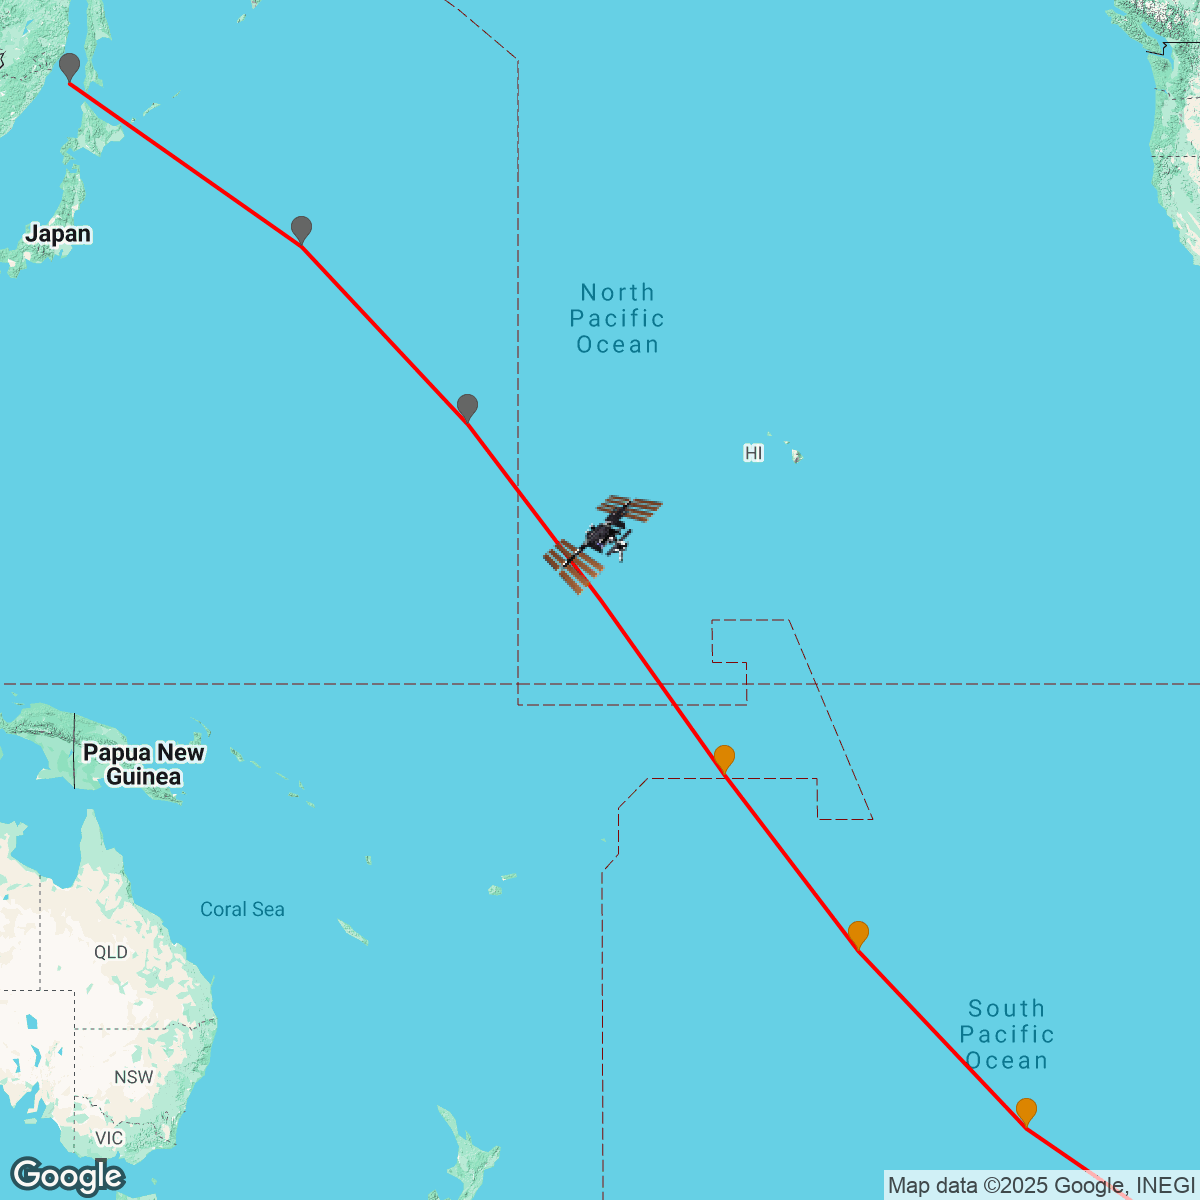 Japan
North
Pacific
Ocean
HI
Papua New
Guinea
Coral Sea
QLD
South
Pacific
Ocean
NSW
VIC
Google
Map data ©2025 Google, INEGI